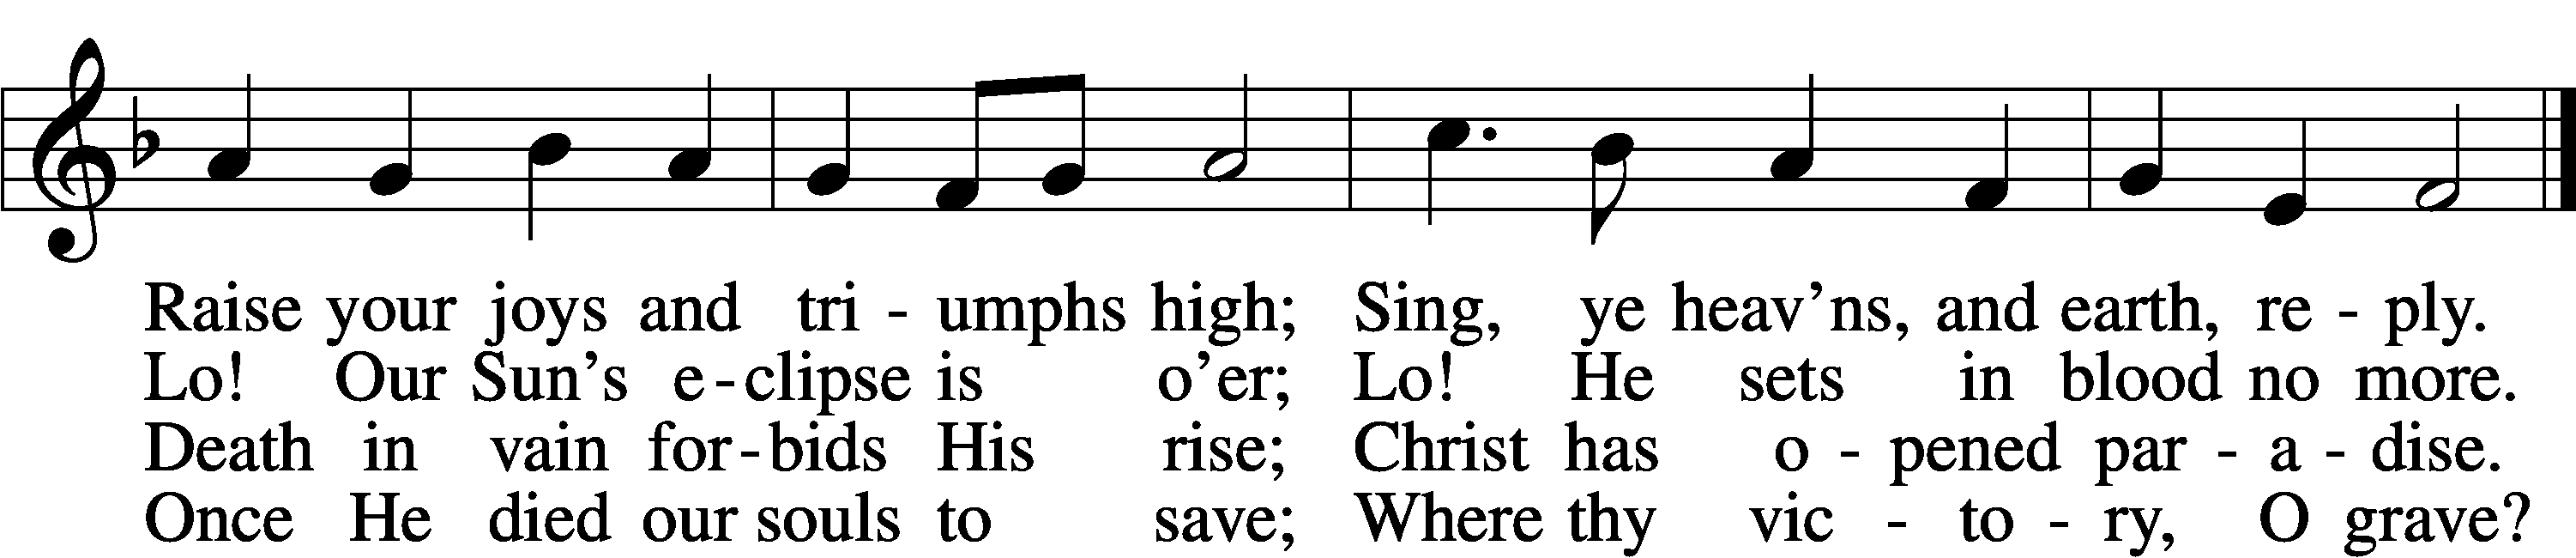 Raise your joys and tri - umphs high; Sing, ye heav'ns, and earth, re - ply.
Lo! Our Sun's e - clipse is o'er; Lo! He sets in blood no more.
Death in vain for - bids His rise; Christ has o - pened par - a - dise.
Once He died our souls to save; Where thy vic - to - ry, O grave?